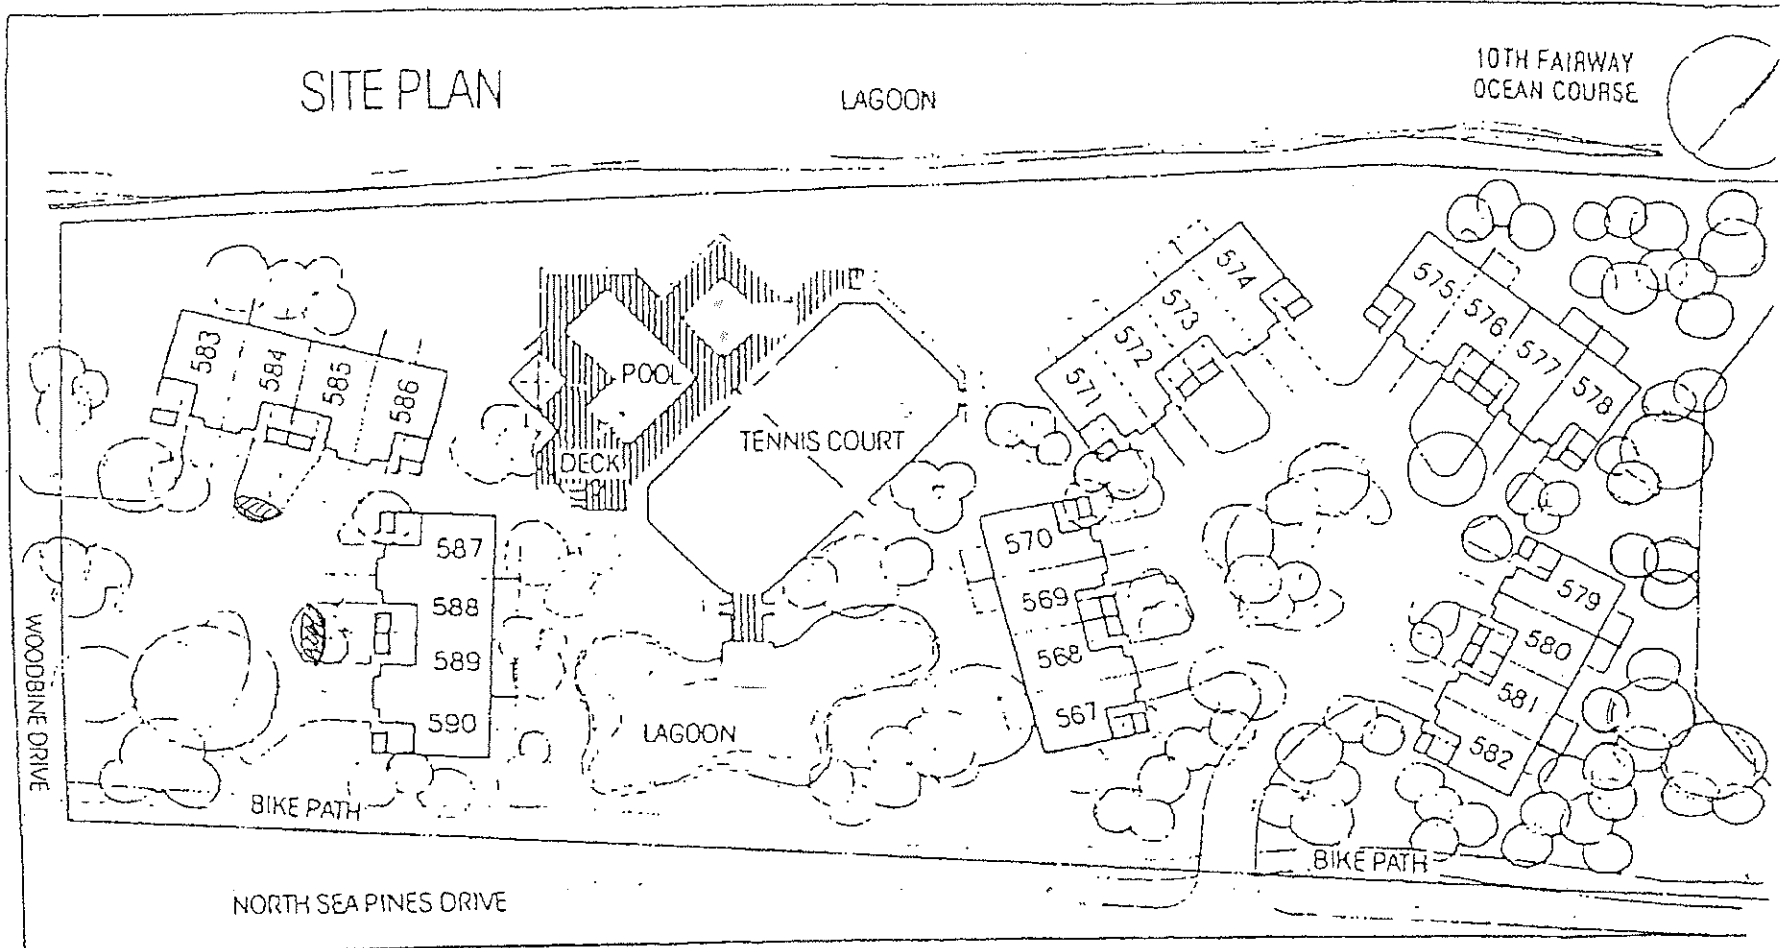 SITE PLAN
LAGOON
10TH FAIRWAY
OCEAN COURSE
583
584
585
586
POOL
DECK
TENNIS COURT
571
572
573
574
575
576
577
578
587
588
589
590
570
569
568
567
579
580
581
582
LAGOON
WOODBINE DRIVE
BIKE PATH
BIKE PATH
NORTH SEA PINES DRIVE